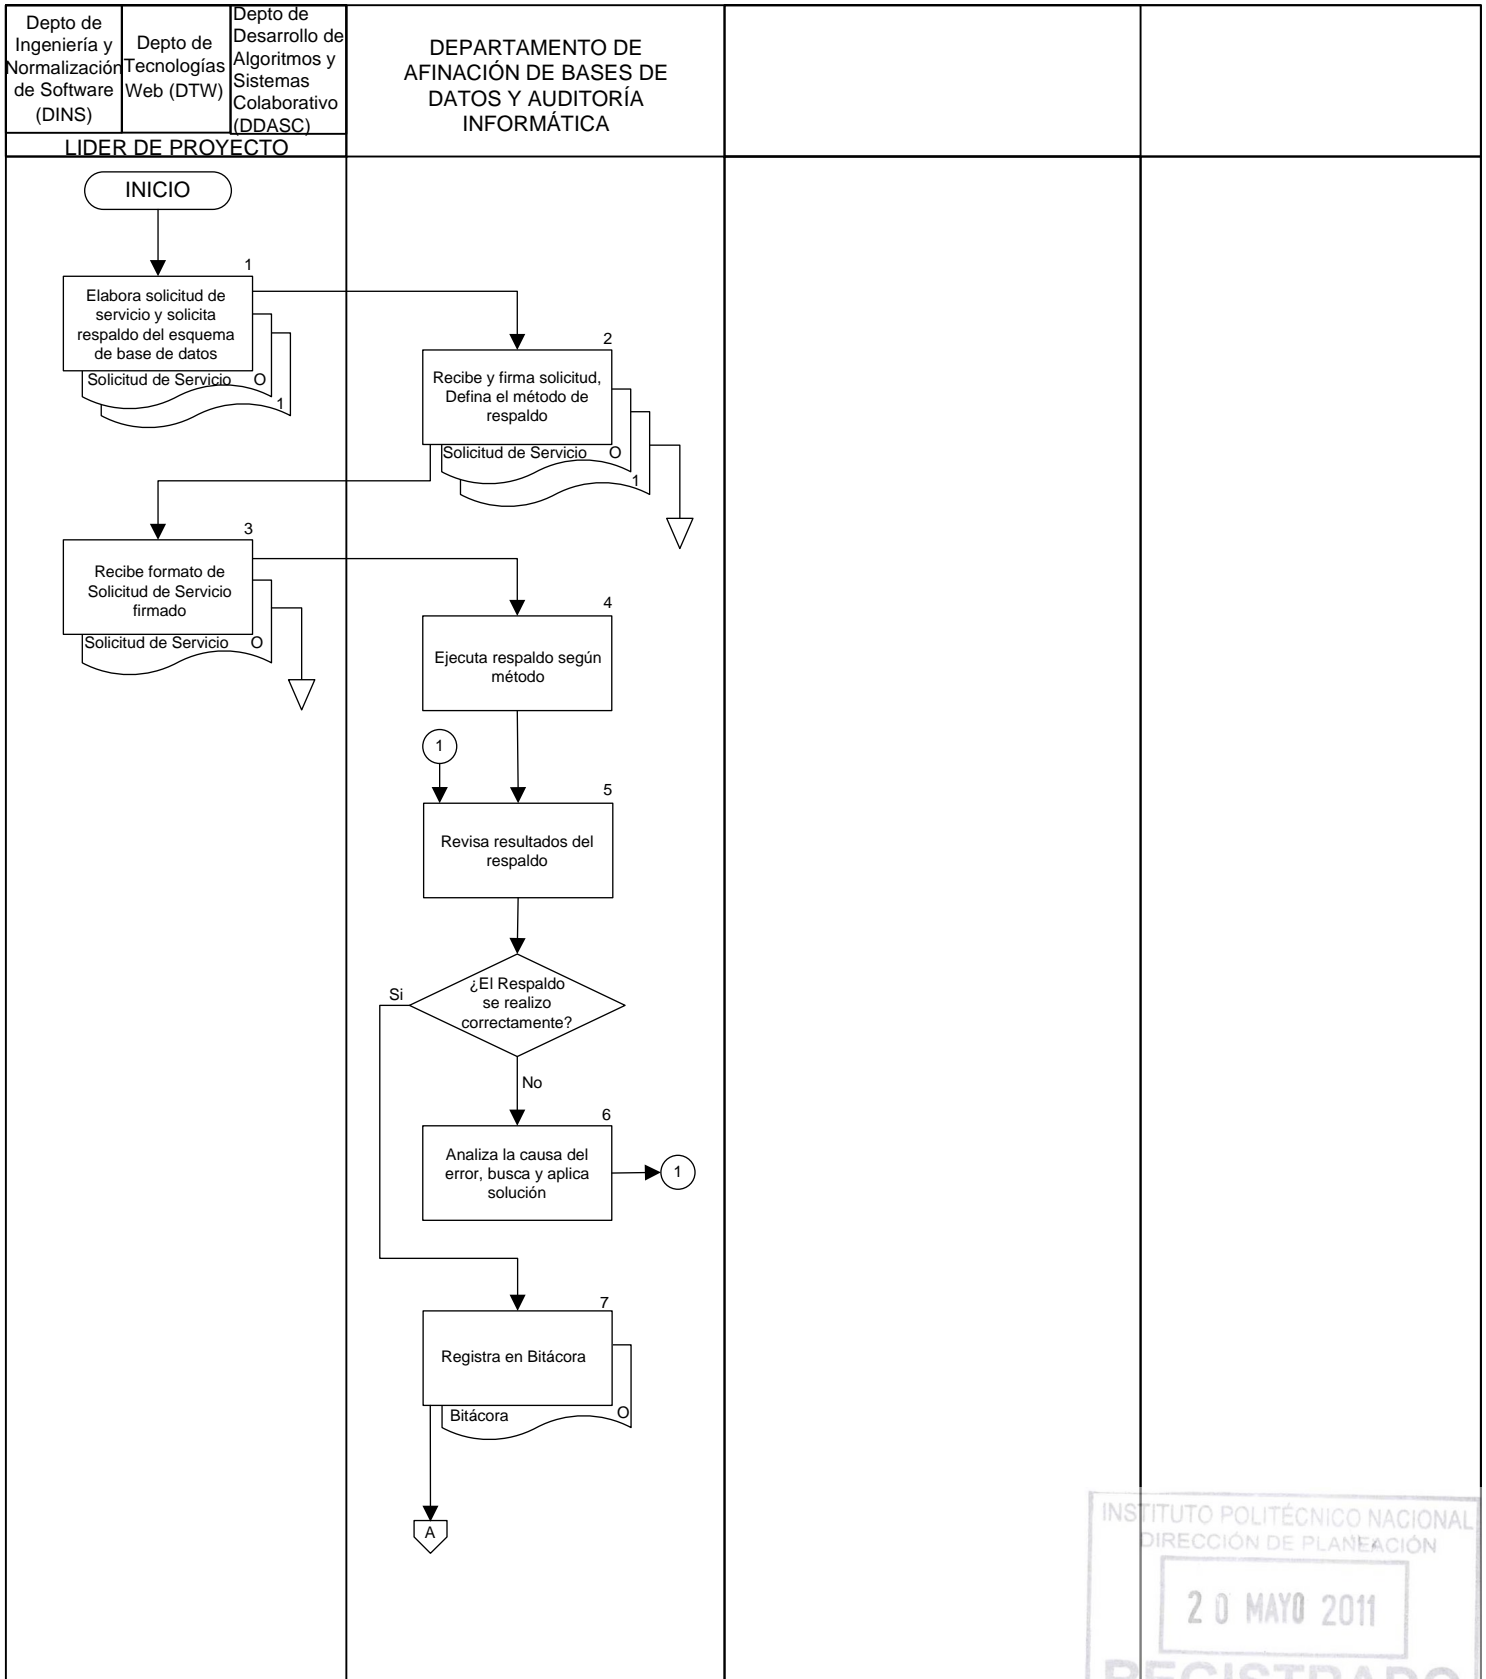 Depto de
Ingeniería y
Normalización
de Software
(DINS)
Depto de
Tecnologías
Web (DTW)
Depto de
Desarrollo de
Algoritmos y
Sistemas
Colaborativo
(DDASC)
LIDER DE PROYECTO
DEPARTAMENTO DE
AFINACIÓN DE BASES DE
DATOS Y AUDITORÍA
INFORMÁTICA
INICIO
1
Elabora solicitud de
servicio y solicita
respaldo del esquema
de base de datos
Solicitud de Servicio O
1
2
Recibe y firma solicitud,
Defina el método de
respaldo
Solicitud de Servicio O
1
3
Recibe formato de
Solicitud de Servicio
firmado
Solicitud de Servicio O
4
Ejecuta respaldo según
método
1
5
Revisa resultados del
respaldo
¿El Respaldo
se realizo
correctamente?
Si
No
6
Analiza la causa del
error, busca y aplica
solución
1
7
Registra en Bitácora
Bitácora O
A
INSTITUTO POLITÉCNICO NACIONAL
DIRECCIÓN DE PLANEACIÓN
20 MAYO 2011
REGISTRADO